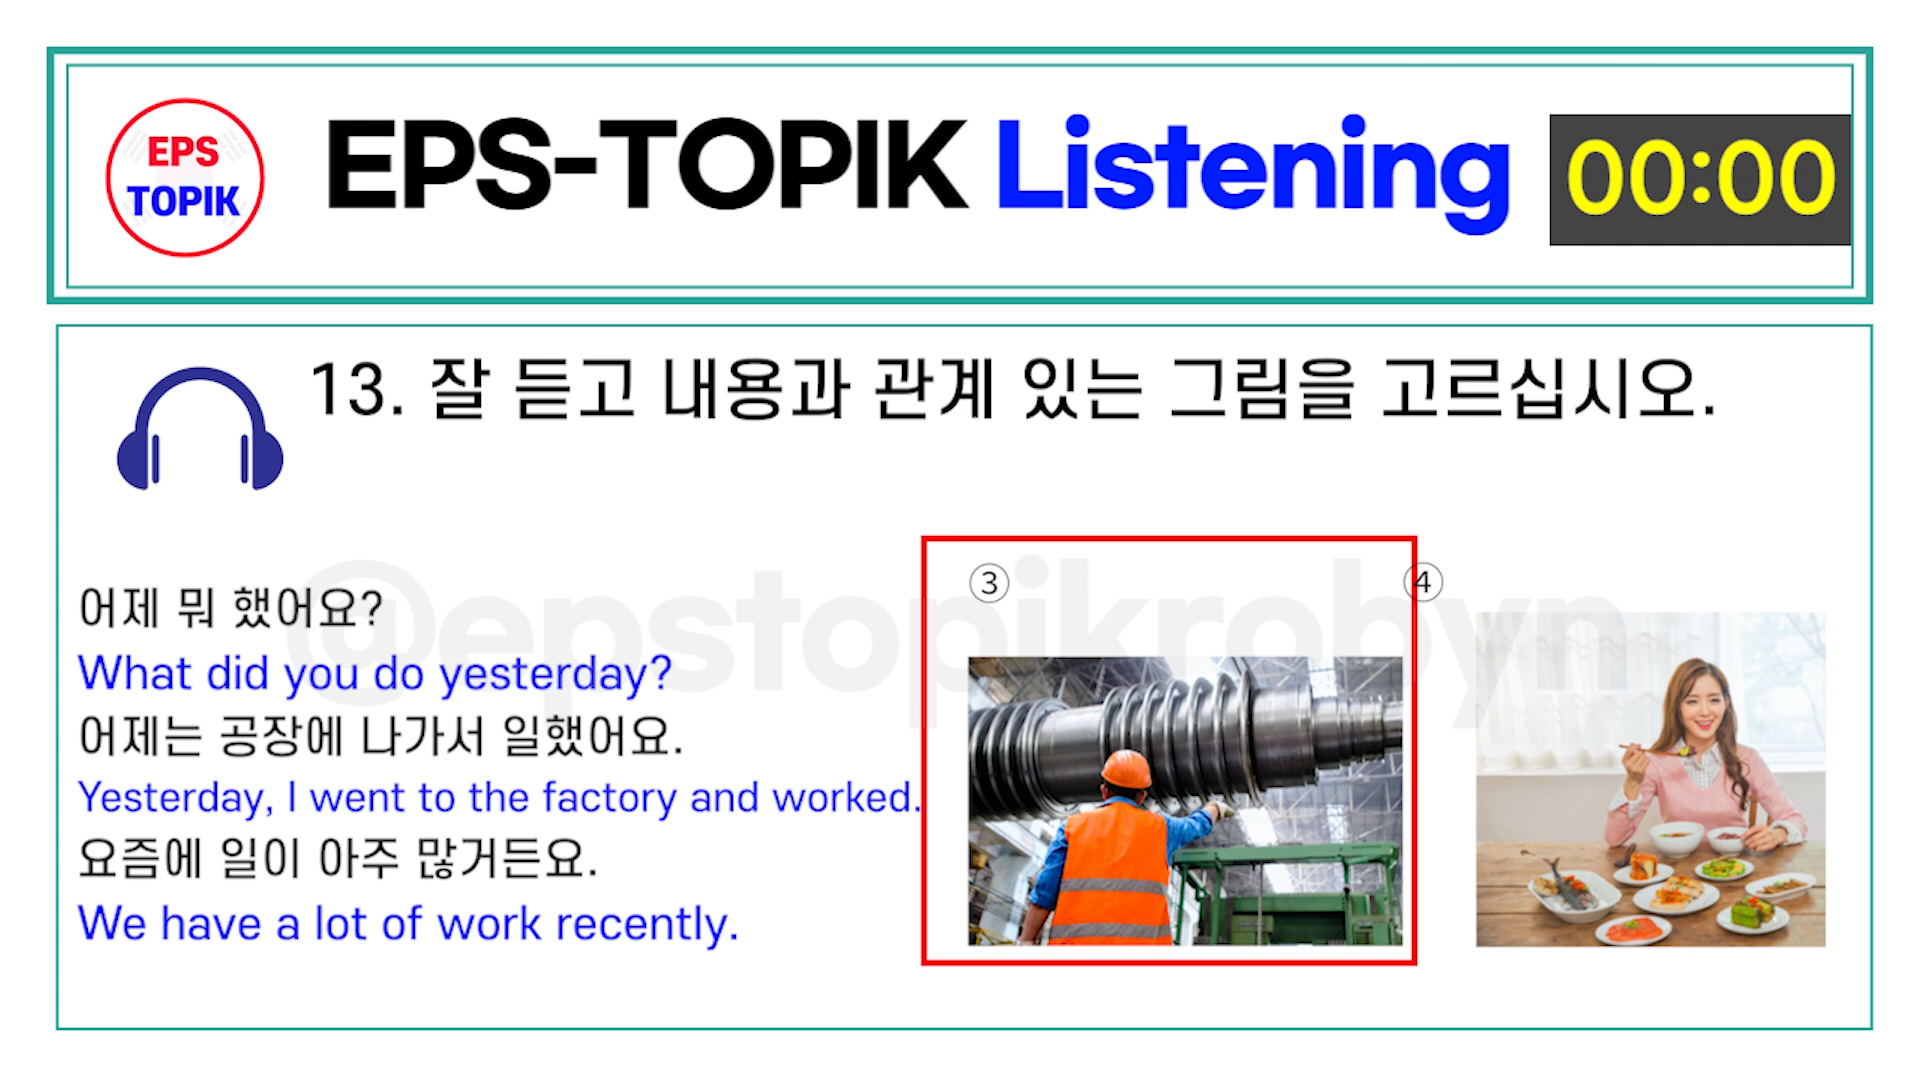 EPS
TOPIK
EPS-TOPIK Listening
00:00
13. 잘 듣고 내용과 관계 있는 그림을 고르십시오.
@epstopikrobyn
어제 뭐 했어요?
What did you do yesterday?
어제는 공장에 나가서 일했어요.
Yesterday, I went to the factory and worked.
요즘에 일이 아주 많거든요.
We have a lot of work recently.
③
④